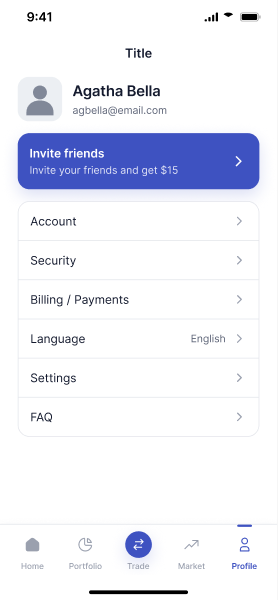 9:41
Title
Agatha Bella
agbella@email.com
Invite friends
Invite your friends and get $15
Account
Security
Billing / Payments
Language English
Settings
FAQ
Home Portfolio Trade Market Profile